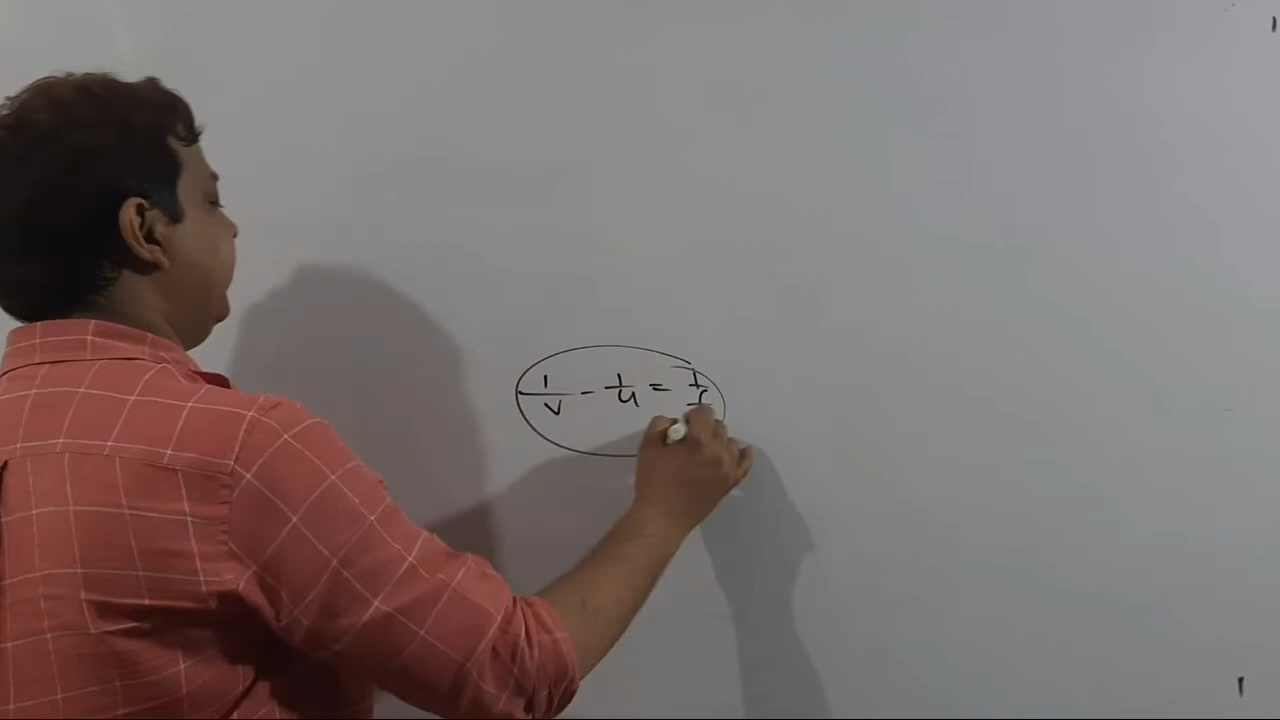 1/v - 1/u = 1/f